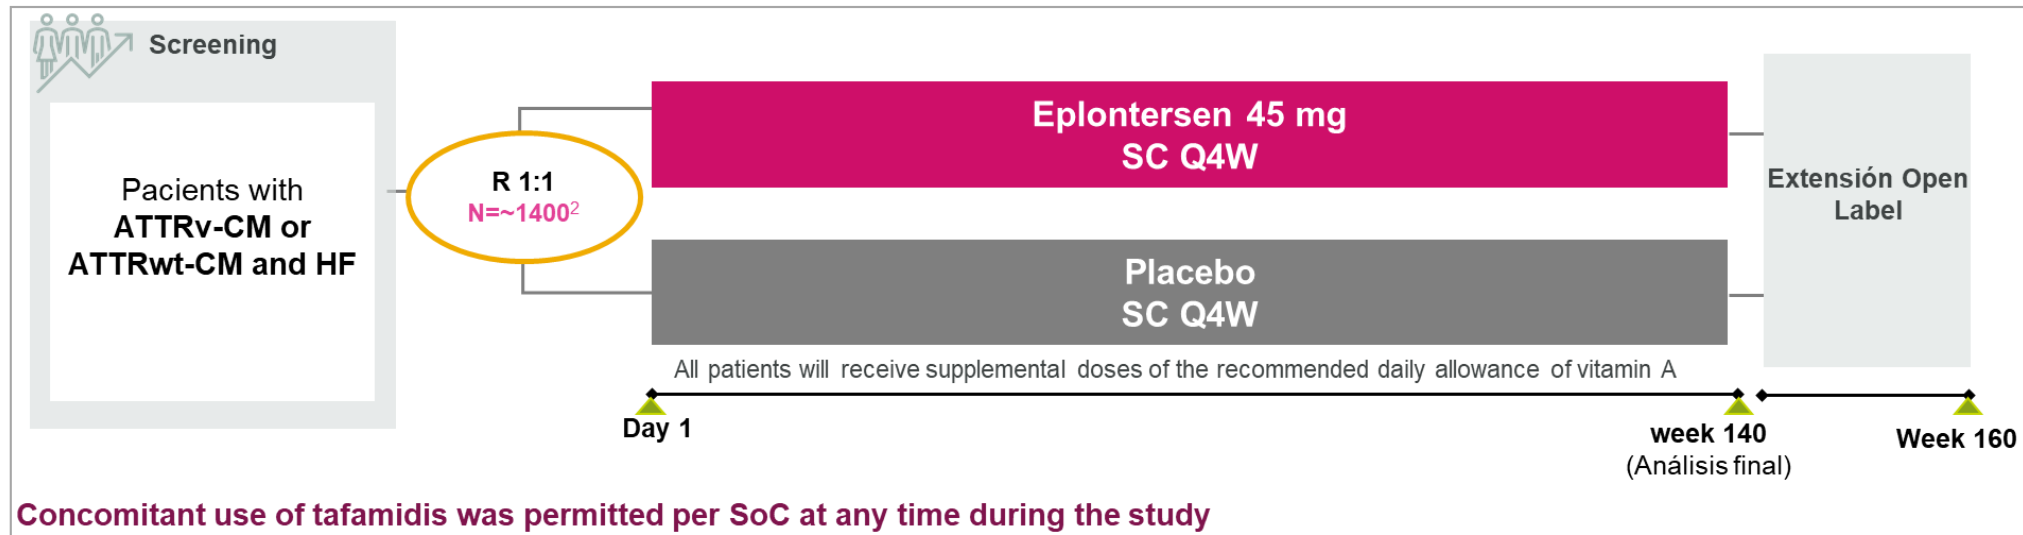 Screening
Pacients with
ATTRv-CM or
ATTRwt-CM and HF
R 1:1
N=~1400²
Eplontersen 45 mg
SC Q4W
Placebo
SC Q4W
Extensión Open
Label
All patients will receive supplemental doses of the recommended daily allowance of vitamin A
Day 1
week 140
(Análisis final)
Week 160
Concomitant use of tafamidis was permitted per SoC at any time during the study